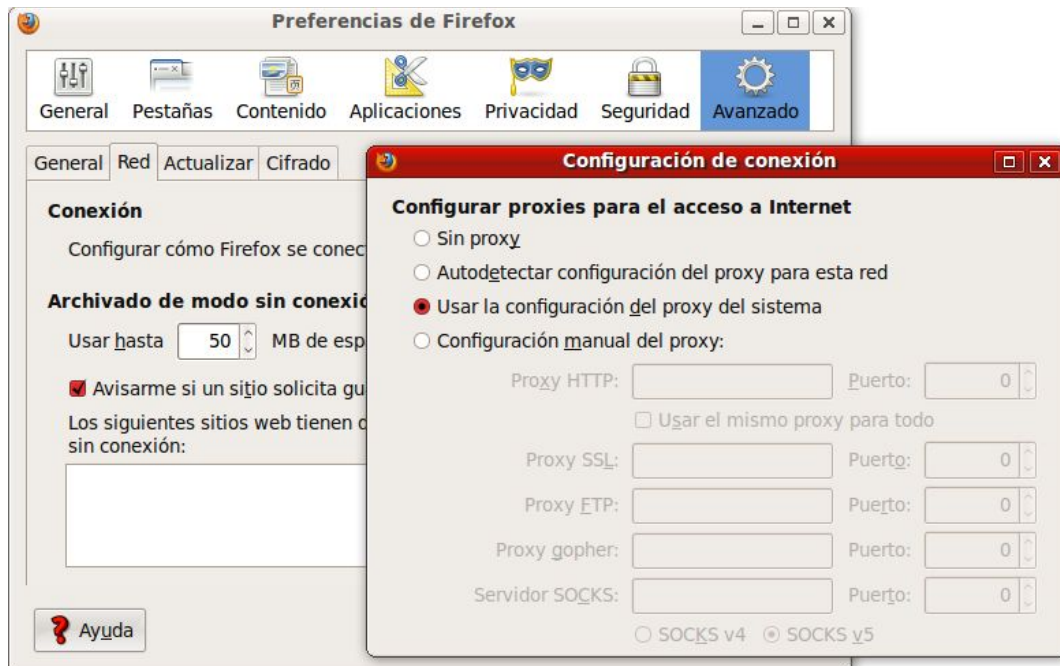 Preferencias de Firefox
General Pestañas Contenido Aplicaciones Privacidad Seguridad Avanzado
General Red Actualizar Cifrado
Conexión
Configurar cómo Firefox se
Archivado de modo sin
Usar hasta 50 MB de
Avisarme si un sitio solicita
Los siguientes sitios web tienen
sin conexión:
Ayuda
Configuración de conexión
Configurar proxies para el acceso a Internet
Sin proxy
Autodetectar configuración del proxy para esta red
Usar la configuración del proxy del sistema
Configuración manual del proxy:
Proxy HTTP: Puerto: 0
Usar el mismo proxy para todo
Proxy SSL: Puerto: 0
Proxy FTP: Puerto: 0
Proxy gopher: Puerto: 0
Servidor SOCKS: Puerto: 0
SOCKS v4 SOCKS v5